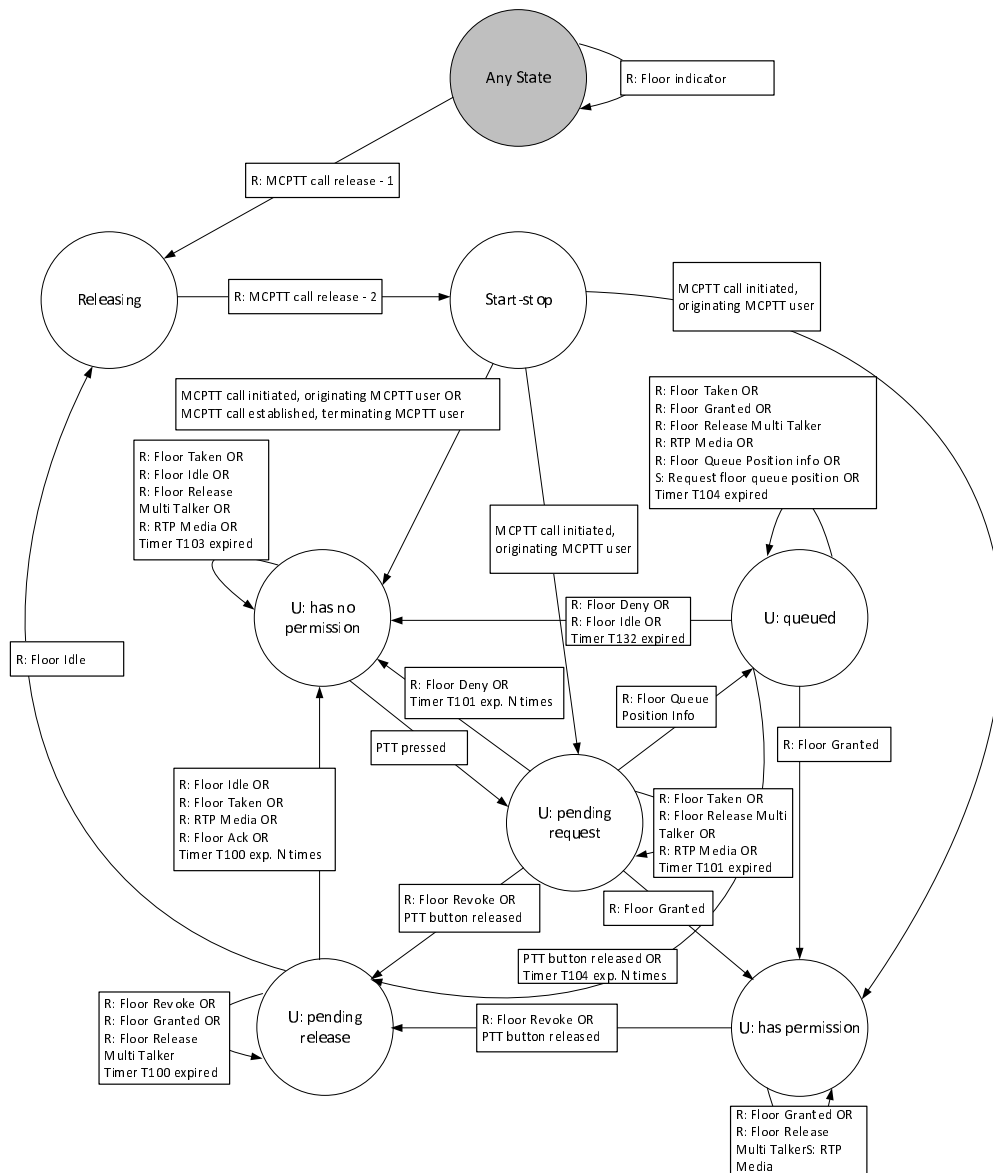 Any State
R: Floor indicator
R: MCPTT call release - 1
Releasing
R: MCPTT call release - 2
Start-stop
MCPTT call initiated,
originating MCPTT user
MCPTT call initiated, originating MCPTT user OR
MCPTT call established, terminating MCPTT user
R: Floor Taken OR
R: Floor Granted OR
R: Floor Release Multi Talker
R: RTP Media OR
R: Floor Queue Position info OR
S: Request floor queue position OR
Timer T104 expired
R: Floor Taken OR
R: Floor Idle OR
R: Floor Release
Multi Talker OR
R: RTP Media OR
Timer T103 expired
MCPTT call initiated,
originating MCPTT user
U: has no
permission
R: Floor Deny OR
R: Floor Idle OR
Timer T132 expired
U: queued
R: Floor Idle
R: Floor Deny OR
Timer T101 exp. N times
R: Floor Queue
Position Info
PTT pressed
R: Floor Granted
R: Floor Idle OR
R: Floor Taken OR
R: RTP Media OR
R: Floor Ack OR
Timer T100 exp. N times
U: pending
request
R: Floor Taken OR
R: Floor Release Multi
Talker OR
R: RTP Media OR
Timer T101 expired
R: Floor Revoke OR
PTT button released
R: Floor Granted
PTT button released OR
Timer T104 exp. N times
R: Floor Revoke OR
R: Floor Granted OR
R: Floor Release
Multi Talker
Timer T100 expired
U: pending
release
R: Floor Revoke OR
PTT button released
U: has permission
R: Floor Granted OR
R: Floor Release
Multi TalkerS: RTP
Media